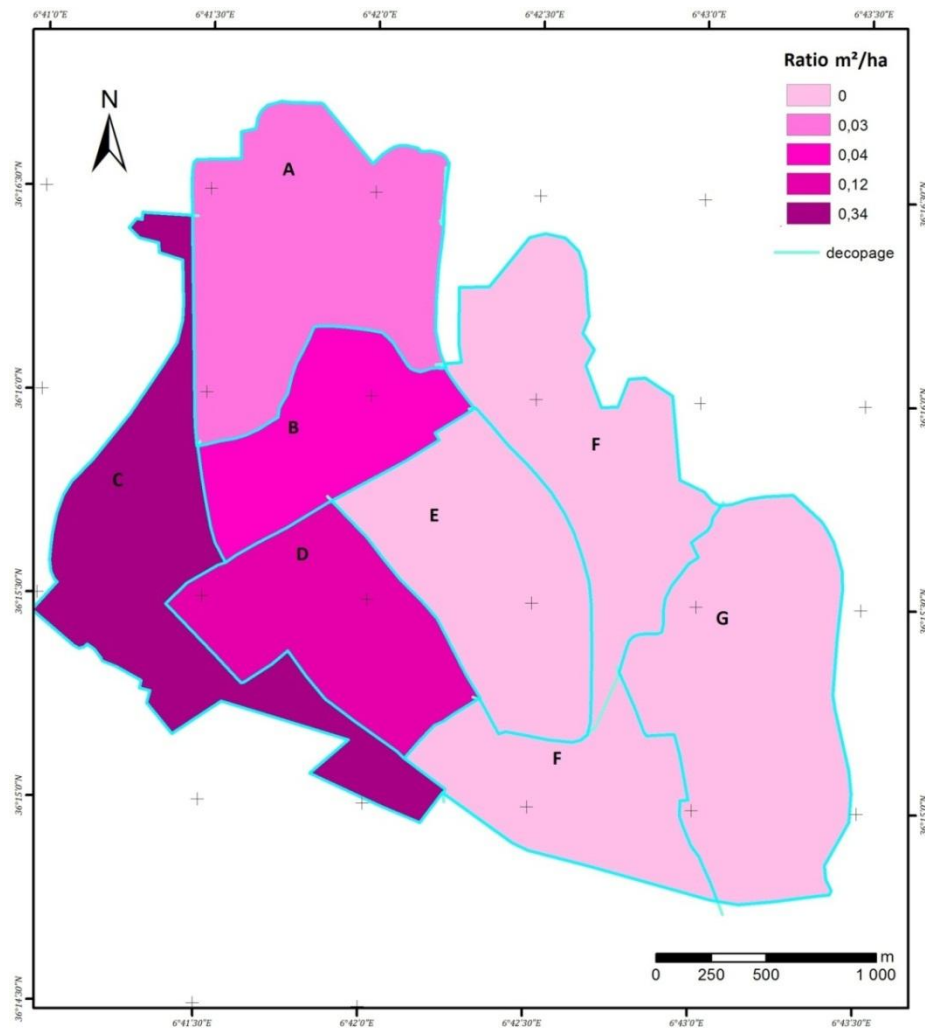 6°41'0"E 6°41'30"E 6°42'0"E 6°42'30"E 6°43'0"E 6°43'30"E
Ratio m²/ha
0
0,03
0,04
0,12
0,34
decopage
N
A
36°16'30"N
36°16'0"N
B
F
C
E
D
36°15'30"N
G
F
36°15'0"N
m
0 250 500 1 000
36°14'30"N
6°41'30"E 6°42'0"E 6°42'30"E 6°43'0"E 6°43'30"E